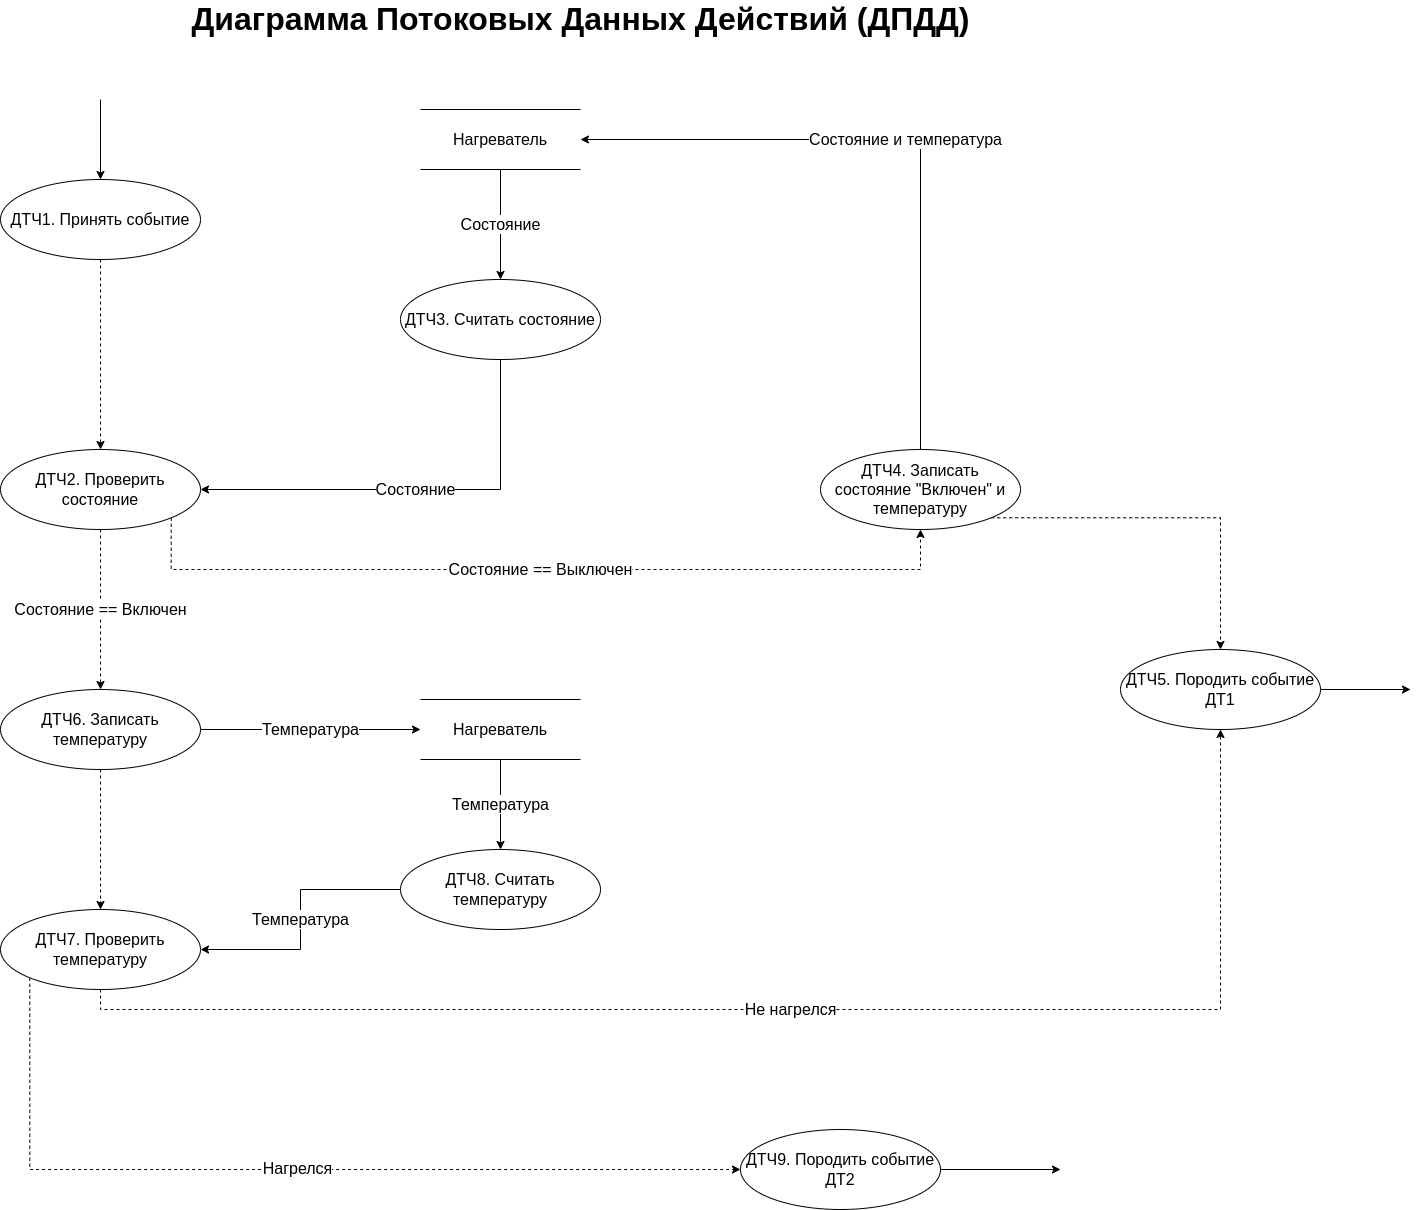 Диаграмма Потоковых Данных Действий (ДПДД)
Нагреватель
Состояние и температура
ДТЧ1. Принять событие
Состояние
ДТЧ3. Считать состояние
ДТЧ2. Проверить
состояние
Состояние
ДТЧ4. Записать
состояние "Включен" и
температуру
Состояние == Выключен
Состояние == Включен
ДТЧ5. Породить событие
ДТ1
ДТЧ6. Записать
температуру
Температура
Нагреватель
Температура
ДТЧ8. Считать
температуру
Температура
ДТЧ7. Проверить
температуру
Не нагрелся
Нагрелся
ДТЧ9. Породить событие
ДТ2